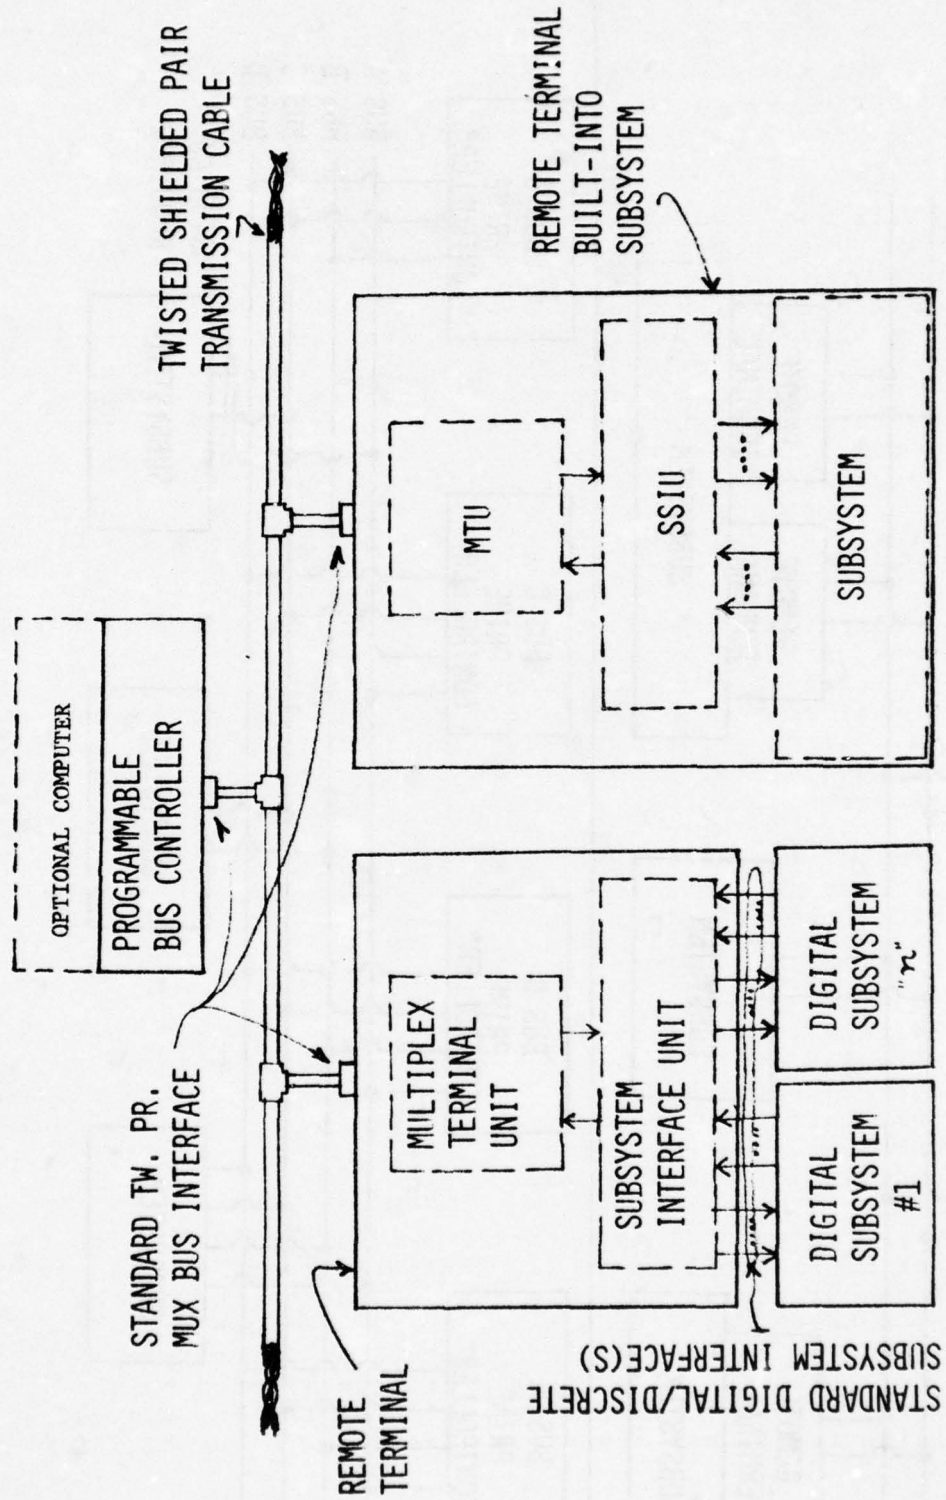 OPTIONAL COMPUTER
PROGRAMMABLE
BUS CONTROLLER
TWISTED SHIELDED PAIR
TRANSMISSION CABLE
STANDARD TW. PR.
MUX BUS INTERFACE
REMOTE
TERMINAL
MULTIPLEX
TERMINAL
UNIT
SUBSYSTEM
INTERFACE UNIT
STANDARD DIGITAL/DISCRETE
SUBSYSTEM INTERFACE(S)
DIGITAL
SUBSYSTEM
#1
DIGITAL
SUBSYSTEM
"n"
REMOTE TERMINAL
BUILT-INTO
SUBSYSTEM
MTU
SSIU
SUBSYSTEM